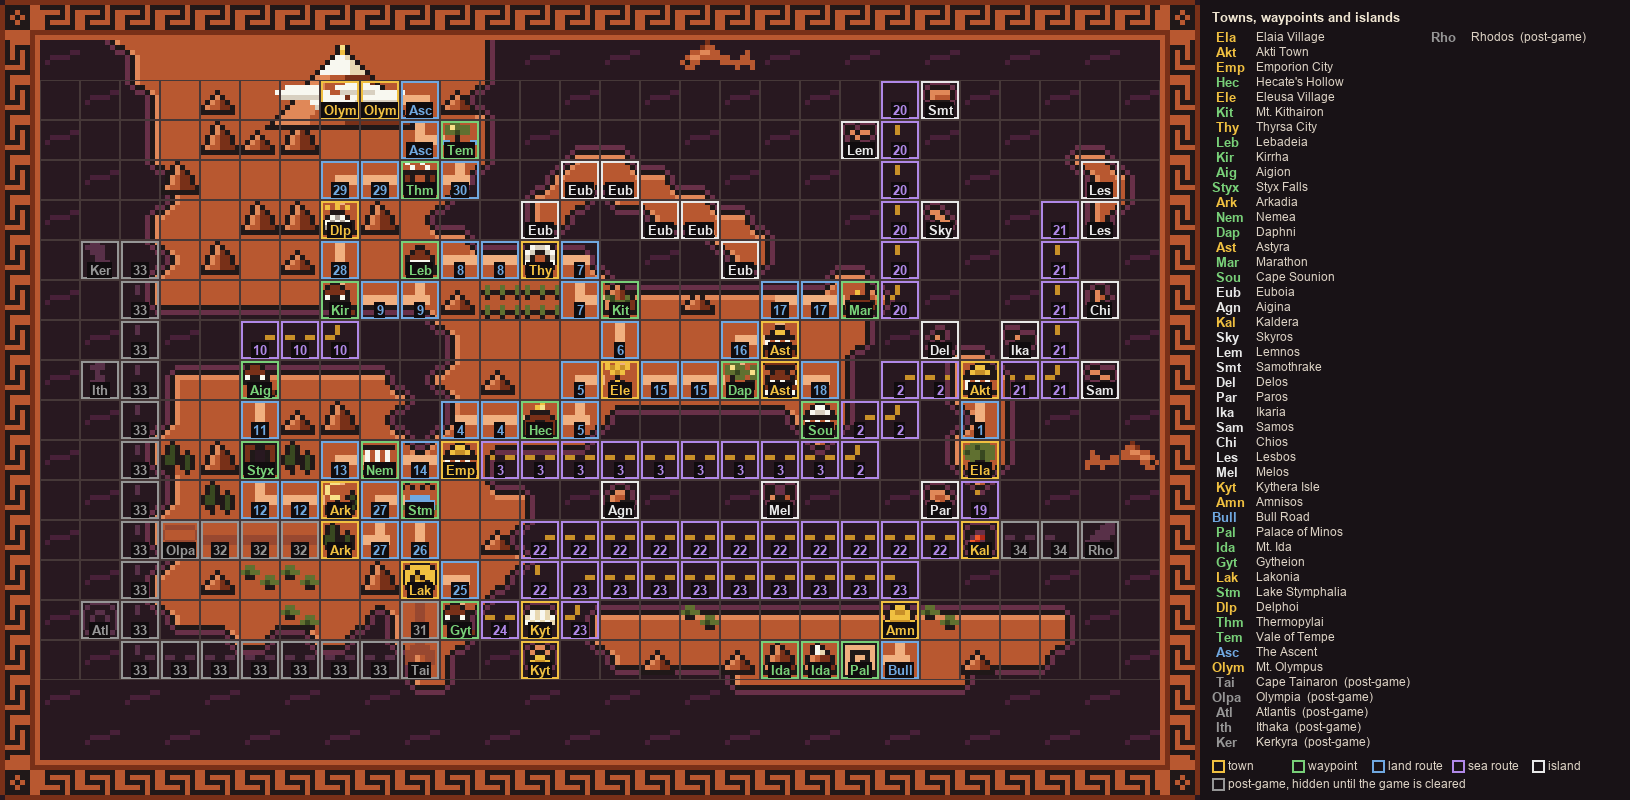 Towns, waypoints and islands
Ela Elaia Village Rho Rhodos (post-game)
Akt Akti Town
Emp Emporion City
Hec Hecate's Hollow
Ele Eleusa Village
Kit Mt. Kithairon
Thy Thyrsa City
Leb Lebadeia
Kir Kirrha
Aig Aigion
Styx Styx Falls
Ark Arkadia
Nem Nemea
Dap Daphni
Ast Astyra
Mar Marathon
Sou Cape Sounion
Eub Euboia
Agn Aigina
Kal Kaldera
Sky Skyros
Lem Lemnos
Smt Samothrake
Del Delos
Par Paros
Ika Ikaria
Sam Samos
Chi Chios
Les Lesbos
Mel Melos
Kyt Kythera Isle
Amn Amnisos
Bull Bull Road
Pal Palace of Minos
Ida Mt. Ida
Gyt Gytheion
Lak Lakonia
Stm Lake Stymphalia
Dlp Delphoi
Thm Thermopylai
Tem Vale of Tempe
Asc The Ascent
Olym Mt. Olympus
Tai Cape Tainaron (post-game)
Olpa Olympia (post-game)
Atl Atlantis (post-game)
Ith Ithaka (post-game)
Ker Kerkyra (post-game)
town waypoint land route sea route island
post-game, hidden until the game is cleared
Olym Olym Asc 20 Smt
Asc Tem Lem 20
29 29 Thm 30 Eub Eub 20 Les
Dlp Eub Eub Eub 20 Sky 21 Les
Ker 33 28 Leb 8 8 Thy 7 Eub 20 21
33 Kir 9 9 7 Kit 17 17 Mar 20 21 Chi
33 10 10 10 6 16 Ast Del Ika 21
Ith 33 Aig 5 Ele 15 15 Dap Ast 18 2 2 Akt 21 21 Sam
33 11 4 4 Hec 5 Sou 2 2 1
33 Styx 13 Nem 14 Emp 3 3 3 3 3 3 3 3 3 2 Ela
33 12 12 Ark 27 Stm Agn Mel Par 19
33 Olpa 32 32 32 Ark 27 26 22 22 22 22 22 22 22 22 22 22 22 Kal 34 34 Rho
33 Lak 25 22 23 23 23 23 23 23 23 23 23
Atl 33 31 Gyt 24 Kyt 23 Amn
33 33 33 33 33 33 33 Tai Kyt Ida Ida Pal Bull